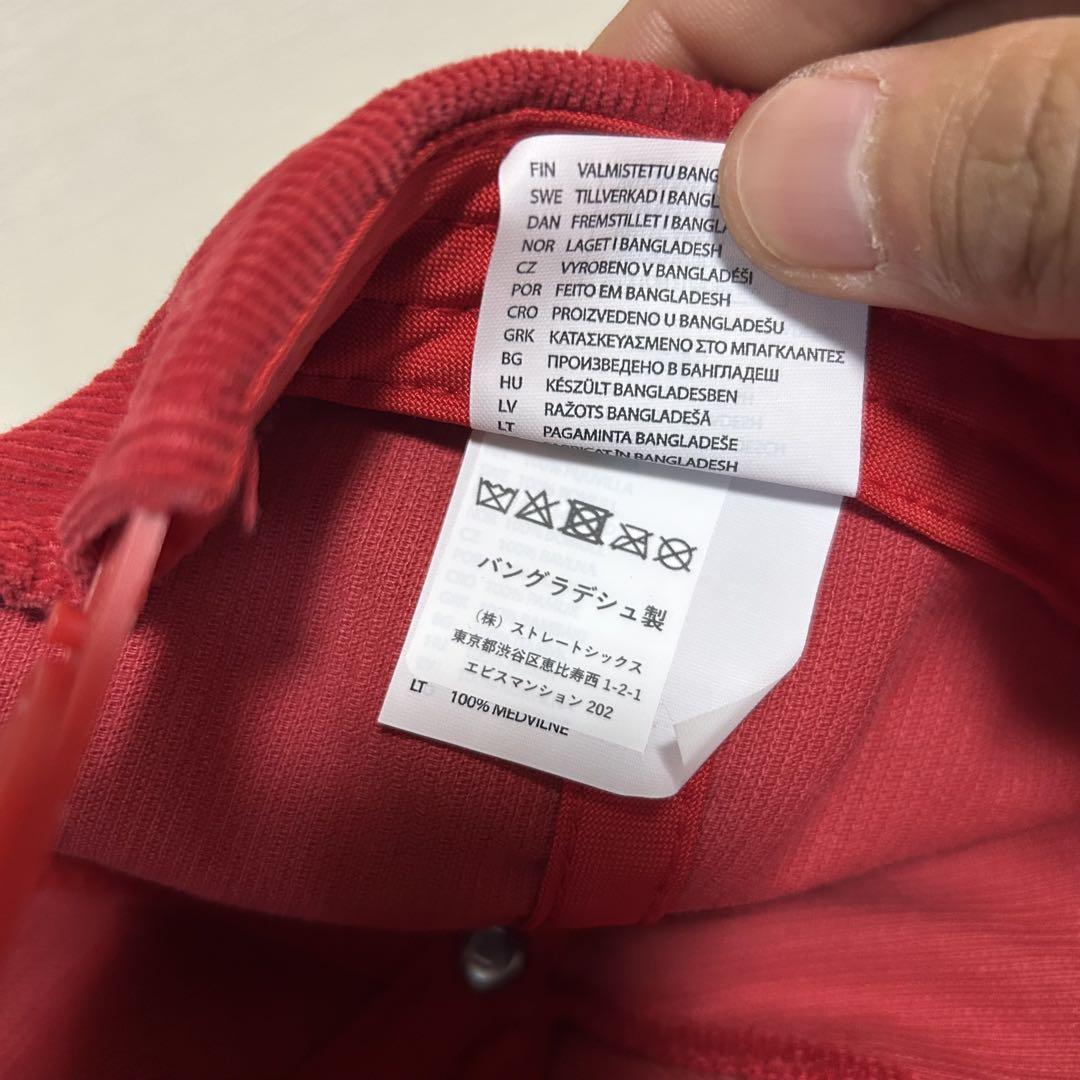 FIN VALMISTETTU BANG
SWE TILLVERKAD I BANGL
DAN FREMSTILLET I BANGLA
NOR LAGET I BANGLADESH
CZ VYROBENO V BANGLADÉŠI
POR FEITO EM BANGLADESH
CRO PROIZVEDENO U BANGLADEŠU
GRK ΚΑΤΑΣΚΕΥΑΣΜΕΝΟ ΣΤΟ ΜΠΑΓΚΛΑΝΤΕΣ
BG ПРОИЗВЕДЕНО В БАНГЛАДЕШ
HU KÉSZÜLT BANGLADESBEN
LV RAŽOTS BANGLADEŠĀ
LT PAGAMINTA BANGLADEŠE
ÎN BANGLADESH
バングラデシュ製
(株) ストレートシックス
東京都渋谷区恵比寿西 1-2-1
エビスマンション 202
LT 100% MEDVILNE